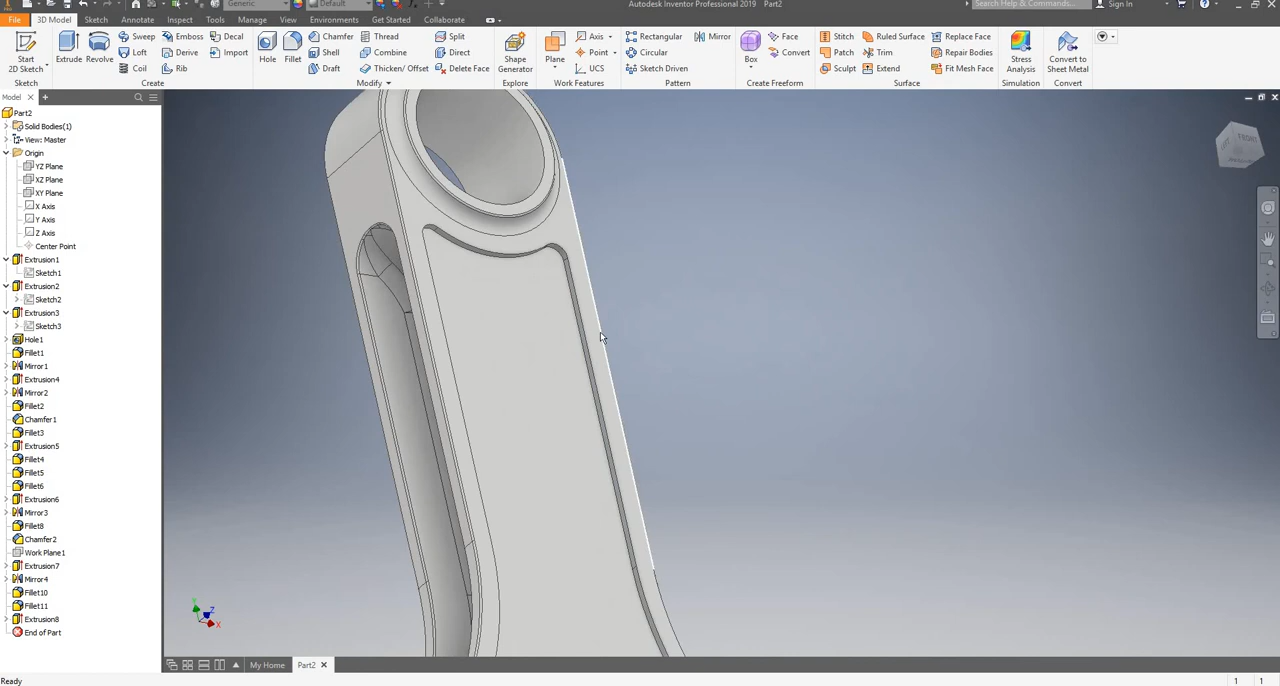 Generic
Default
Autodesk Inventor Professional 2019   Part2
Search Help & Commands...
Sign In
File
3D Model
Sketch
Annotate
Inspect
Tools
Manage
View
Environments
Get Started
Collaborate
Start
2D Sketch
Sketch
Extrude
Revolve
Sweep
Loft
Coil
Emboss
Derive
Rib
Decal
Import
Create
Hole
Fillet
Chamfer
Shell
Draft
Thread
Combine
Thicken/ Offset
Split
Direct
Delete Face
Modify
Shape
Generator
Explore
Plane
Axis
Point
UCS
Work Features
Rectangular
Circular
Sketch Driven
Mirror
Pattern
Box
Face
Convert
Create Freeform
Stitch
Patch
Sculpt
Ruled Surface
Trim
Extend
Replace Face
Repair Bodies
Fit Mesh Face
Surface
Stress
Analysis
Simulation
Convert to
Sheet Metal
Convert
Model
Part2
Solid Bodies(1)
View: Master
Origin
YZ Plane
XZ Plane
XY Plane
X Axis
Y Axis
Z Axis
Center Point
Extrusion1
Sketch1
Extrusion2
Sketch2
Extrusion3
Sketch3
Hole1
Fillet1
Mirror1
Extrusion4
Mirror2
Fillet2
Chamfer1
Fillet3
Extrusion5
Fillet4
Fillet5
Fillet6
Extrusion6
Mirror3
Fillet8
Chamfer2
Work Plane1
Extrusion7
Mirror4
Fillet10
Fillet11
Extrusion8
End of Part
FRONT
Y
Z
X
My Home
Part2
Ready
1
1